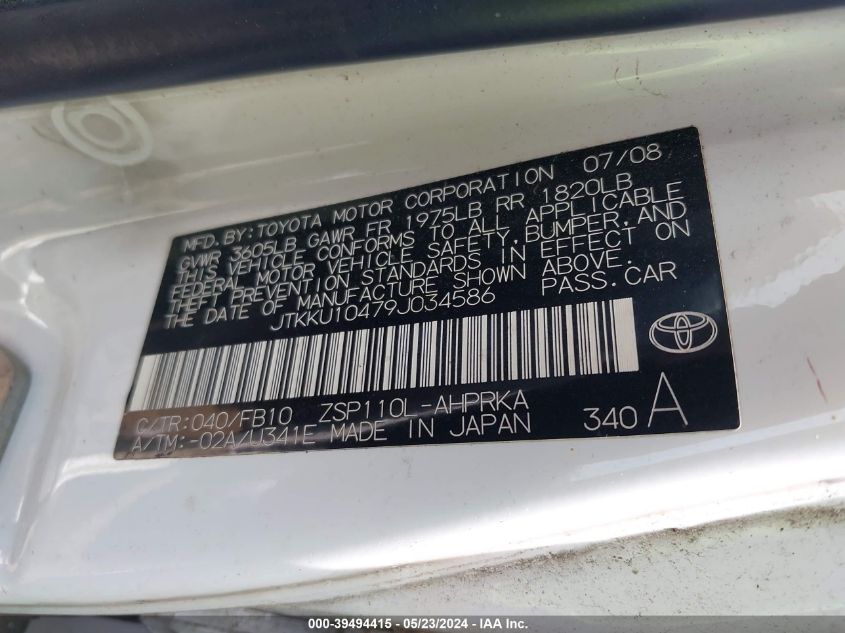 MFD. BY: TOYOTA MOTOR CORPORATION 07/08
GVWR 3605LB GAWR FR 1975LB RR 1820LB
THIS VEHICLE CONFORMS TO ALL APPLICABLE
FEDERAL MOTOR VEHICLE SAFETY, BUMPER, AND
THEFT PREVENTION STANDARDS IN EFFECT ON
THE DATE OF MANUFACTURE SHOWN ABOVE.
JTKKU10479J034586 PASS. CAR
C/TR: 040/FB10 ZSP110L-AHPRKA
A/TM: -02A/U341E MADE IN JAPAN 340 A
000-39494415 - 05/23/2024 - IAA Inc.